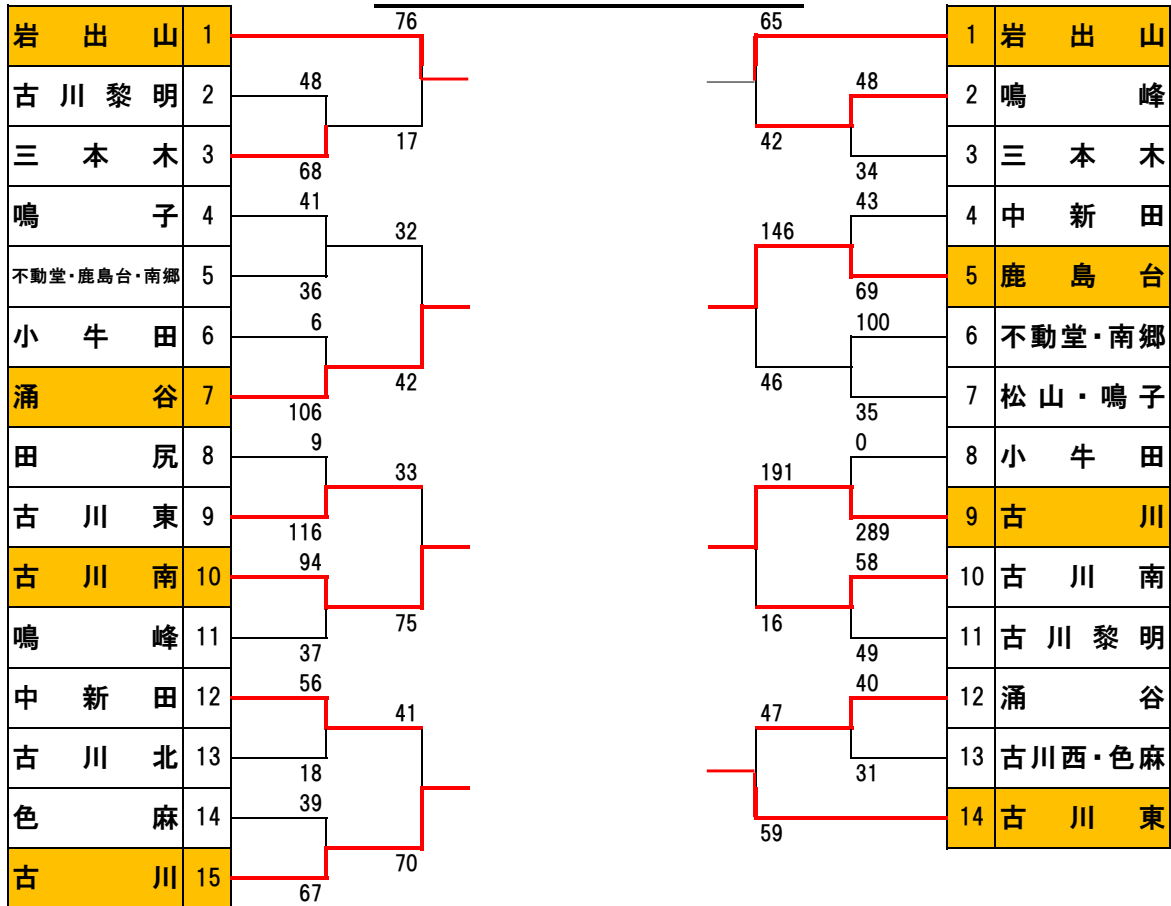 岩出山 1
古川黎明 2
三本木 3
鳴子 4
不動堂・鹿島台・南郷 5
小牛田 6
涌谷 7
田尻 8
古川東 9
古川南 10
鳴峰 11
中新田 12
古川北 13
色麻 14
古川 15
76
48
17
68
41
32
36
6
42
106
9
33
116
94
75
37
56
41
18
39
70
67
65
48
42
34
43
146
69
100
46
35
0
191
289
58
16
49
40
47
31
59
1 岩出山
2 鳴峰
3 三本木
4 中新田
5 鹿島台
6 不動堂・南郷
7 松山・鳴子
8 小牛田
9 古川
10 古川南
11 古川黎明
12 涌谷
13 古川西・色麻
14 古川東